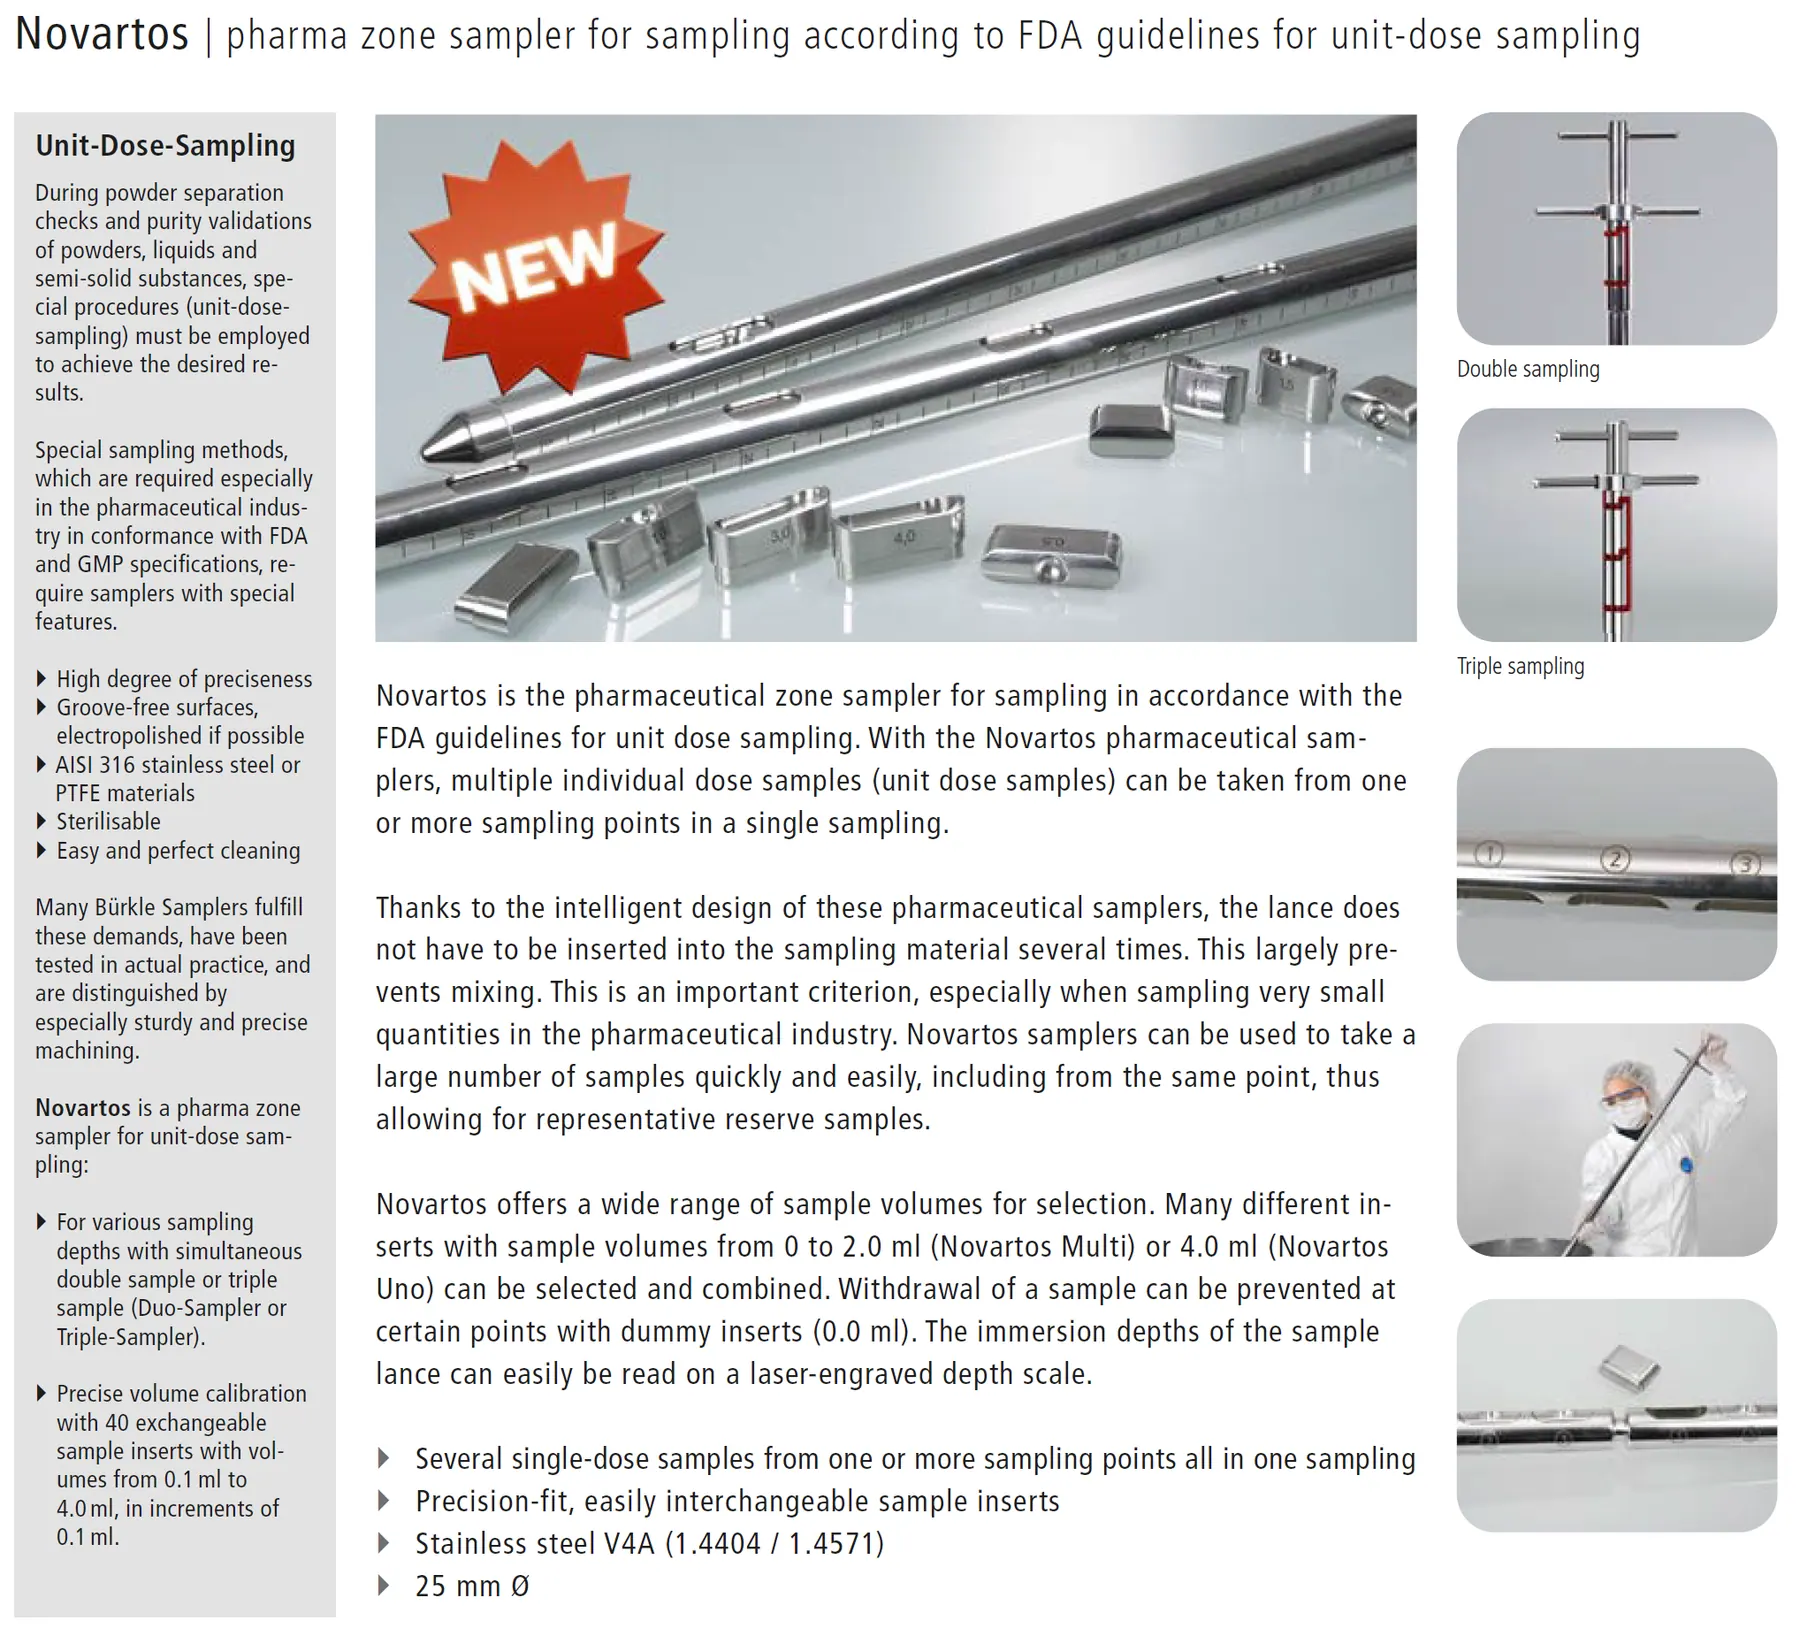 Novartos | pharma zone sampler for sampling according to FDA guidelines for unit-dose sampling
Unit-Dose-Sampling
During powder separation
checks and purity validations
of powders, liquids and
semi-solid substances, spe-
cial procedures (unit-dose-
sampling) must be employed
to achieve the desired re-
sults.
Special sampling methods,
which are required especially
in the pharmaceutical indus-
try in conformance with FDA
and GMP specifications, re-
quire samplers with special
features.
High degree of preciseness
Groove-free surfaces,
electropolished if possible
AISI 316 stainless steel or
PTFE materials
Sterilisable
Easy and perfect cleaning
Many Bürkle Samplers fulfill
these demands, have been
tested in actual practice, and
are distinguished by
especially sturdy and precise
machining.
Novartos is a pharma zone
sampler for unit-dose sam-
pling:
For various sampling
depths with simultaneous
double sample or triple
sample (Duo-Sampler or
Triple-Sampler).
Precise volume calibration
with 40 exchangeable
sample inserts with vol-
umes from 0.1 ml to
4.0 ml, in increments of
0.1 ml.
NEW
3,0
4,0
Novartos is the pharmaceutical zone sampler for sampling in accordance with the
FDA guidelines for unit dose sampling. With the Novartos pharmaceutical sam-
plers, multiple individual dose samples (unit dose samples) can be taken from one
or more sampling points in a single sampling.
Thanks to the intelligent design of these pharmaceutical samplers, the lance does
not have to be inserted into the sampling material several times. This largely pre-
vents mixing. This is an important criterion, especially when sampling very small
quantities in the pharmaceutical industry. Novartos samplers can be used to take a
large number of samples quickly and easily, including from the same point, thus
allowing for representative reserve samples.
Novartos offers a wide range of sample volumes for selection. Many different in-
serts with sample volumes from 0 to 2.0 ml (Novartos Multi) or 4.0 ml (Novartos
Uno) can be selected and combined. Withdrawal of a sample can be prevented at
certain points with dummy inserts (0.0 ml). The immersion depths of the sample
lance can easily be read on a laser-engraved depth scale.
Several single-dose samples from one or more sampling points all in one sampling
Precision-fit, easily interchangeable sample inserts
Stainless steel V4A (1.4404 / 1.4571)
25 mm Ø
Double sampling
Triple sampling
1 2 3